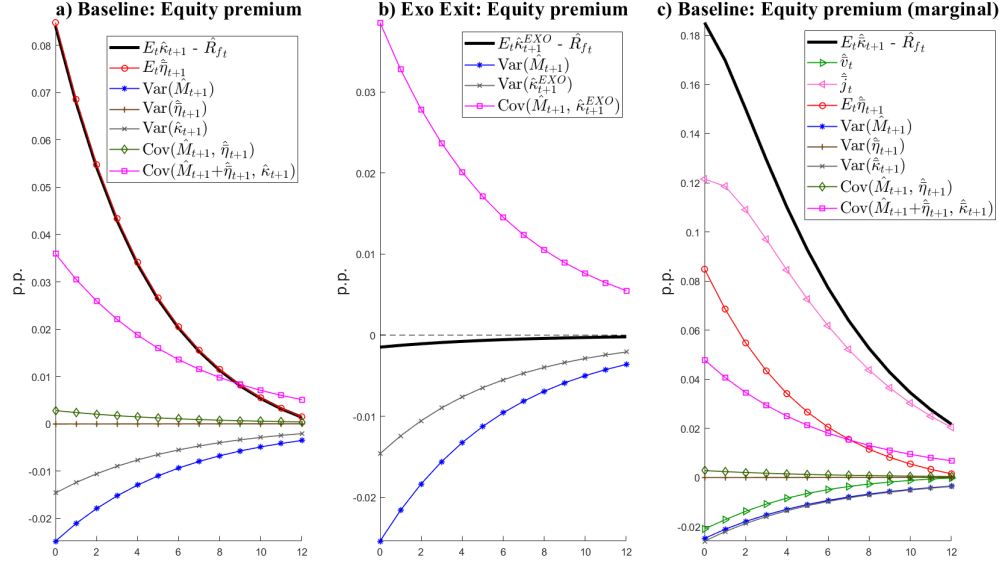 a) Baseline: Equity premium
b) Exo Exit: Equity premium
c) Baseline: Equity premium (marginal)
p.p.
0.08
0.07
0.06
0.05
0.04
0.03
0.02
0.01
0
-0.01
-0.02
0 2 4 6 8 10 12
E_t κ̂_{t+1} - R̂_{f t}
E_t η̄̂_{t+1}
Var(M̂_{t+1})
Var(η̄̂_{t+1})
Var(κ̂_{t+1})
Cov(M̂_{t+1}, η̄̂_{t+1})
Cov(M̂_{t+1}+η̄̂_{t+1}, κ̂_{t+1})
p.p.
0.03
0.02
0.01
0
-0.01
-0.02
0 2 4 6 8 10 12
E_t κ̂^{EXO}_{t+1} - R̂_{f t}
Var(M̂_{t+1})
Var(κ̂^{EXO}_{t+1})
Cov(M̂_{t+1}, κ̂^{EXO}_{t+1})
p.p.
0.18
0.16
0.14
0.12
0.1
0.08
0.06
0.04
0.02
0
-0.02
0 2 4 6 8 10 12
E_t κ̄̂_{t+1} - R̂_{f t}
v̄̂_t
j̄̂_t
E_t η̄̂_{t+1}
Var(M̂_{t+1})
Var(η̄̂_{t+1})
Var(κ̄̂_{t+1})
Cov(M̂_{t+1}, η̄̂_{t+1})
Cov(M̂_{t+1}+η̄̂_{t+1}, κ̄̂_{t+1})